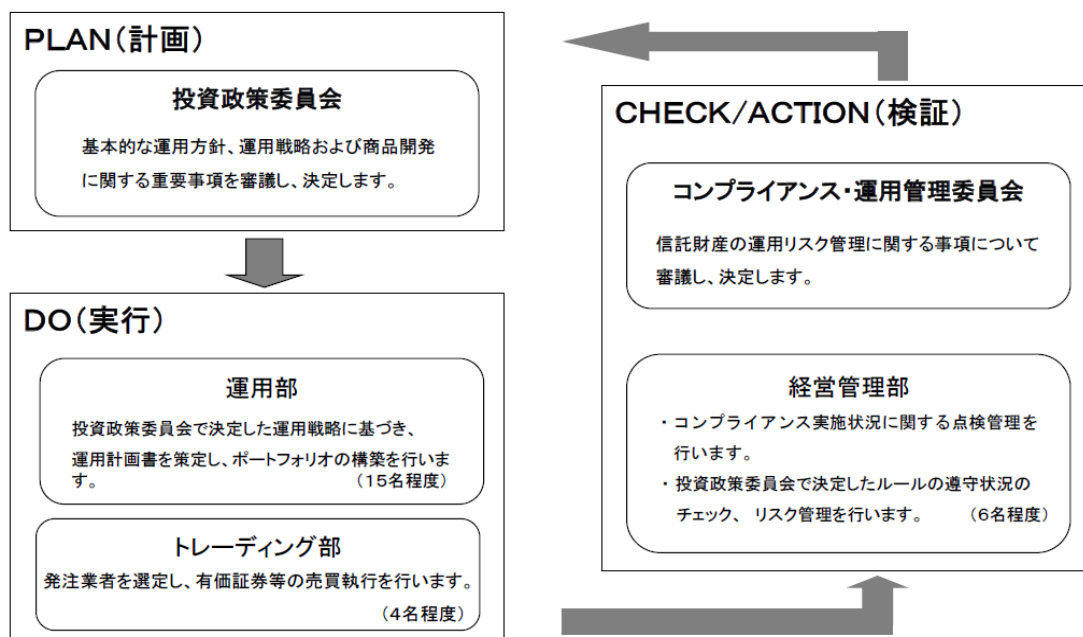 PLAN(計画)
投資政策委員会
基本的な運用方針、運用戦略および商品開発
に関する重要事項を審議し、決定します。
DO(実行)
運用部
投資政策委員会で決定した運用戦略に基づき、
運用計画書を策定し、ポートフォリオの構築を行いま
す。 (15名程度)
トレーディング部
発注業者を選定し、有価証券等の売買執行を行います。
(4名程度)
CHECK/ACTION(検証)
コンプライアンス・運用管理委員会
信託財産の運用リスク管理に関する事項について
審議し、決定します。
経営管理部
・コンプライアンス実施状況に関する点検管理を
行います。
・投資政策委員会で決定したルールの遵守状況の
チェック、リスク管理を行います。 (6名程度)